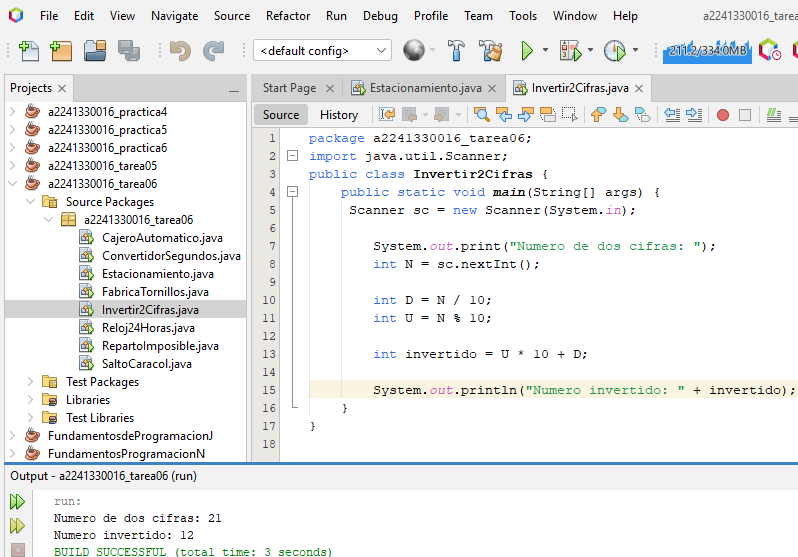 File Edit View Navigate Source Refactor Run Debug Profile Team Tools Window Help a2241330016_tarea06
<default config> 211.2/334.0MB
Projects
Start Page Estacionamiento.java Invertir2Cifras.java
Source History
a2241330016_practica4
a2241330016_practica5
a2241330016_practica6
a2241330016_tarea05
a2241330016_tarea06
Source Packages
a2241330016_tarea06
CajeroAutomatico.java
ConvertidorSegundos.java
Estacionamiento.java
FabricaTornillos.java
Invertir2Cifras.java
Reloj24Horas.java
RepartoImposible.java
SaltoCaracol.java
Test Packages
Libraries
Test Libraries
FundamentosdeProgramacionJ
FundamentosProgramacionN
1 package a2241330016_tarea06;
2 import java.util.Scanner;
3 public class Invertir2Cifras {
4 public static void main(String[] args) {
5 Scanner sc = new Scanner(System.in);
6
7 System.out.print("Numero de dos cifras: ");
8 int N = sc.nextInt();
9
10 int D = N / 10;
11 int U = N % 10;
12
13 int invertido = U * 10 + D;
14
15 System.out.println("Numero invertido: " + invertido);
16 }
17 }
18
Output - a2241330016_tarea06 (run)
run:
Numero de dos cifras: 21
Numero invertido: 12
BUILD SUCCESSFUL (total time: 3 seconds)